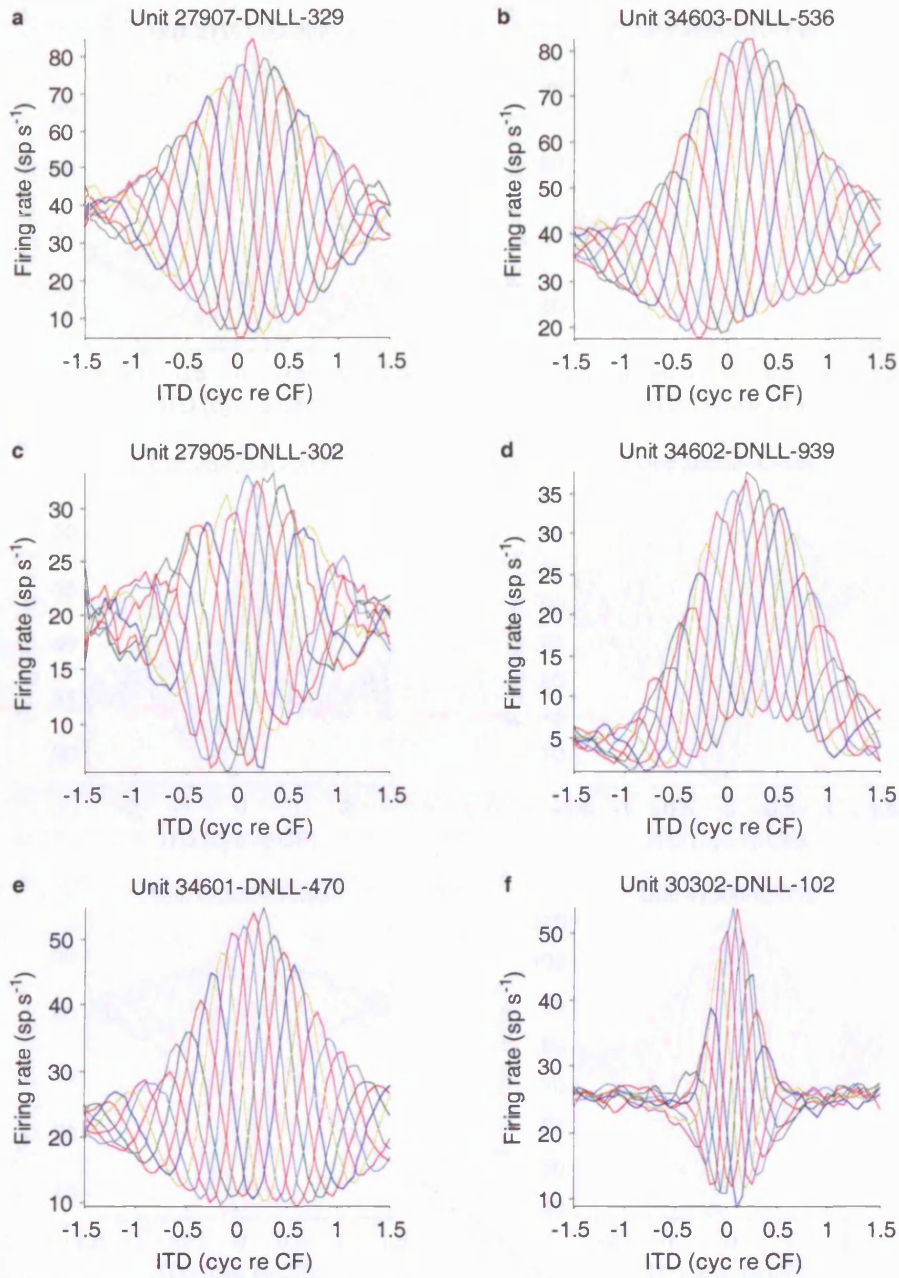 a Unit 27907-DNLL-329
Firing rate (sp s⁻¹)
80
70
60
50
40
30
20
10
-1.5 -1 -0.5 0 0.5 1 1.5
ITD (cyc re CF)
b Unit 34603-DNLL-536
Firing rate (sp s⁻¹)
80
70
60
50
40
30
20
-1.5 -1 -0.5 0 0.5 1 1.5
ITD (cyc re CF)
c Unit 27905-DNLL-302
Firing rate (sp s⁻¹)
30
25
20
15
10
-1.5 -1 -0.5 0 0.5 1 1.5
ITD (cyc re CF)
d Unit 34602-DNLL-939
Firing rate (sp s⁻¹)
35
30
25
20
15
10
5
-1.5 -1 -0.5 0 0.5 1 1.5
ITD (cyc re CF)
e Unit 34601-DNLL-470
Firing rate (sp s⁻¹)
50
40
30
20
10
-1.5 -1 -0.5 0 0.5 1 1.5
ITD (cyc re CF)
f Unit 30302-DNLL-102
Firing rate (sp s⁻¹)
50
40
30
20
10
-1.5 -1 -0.5 0 0.5 1 1.5
ITD (cyc re CF)